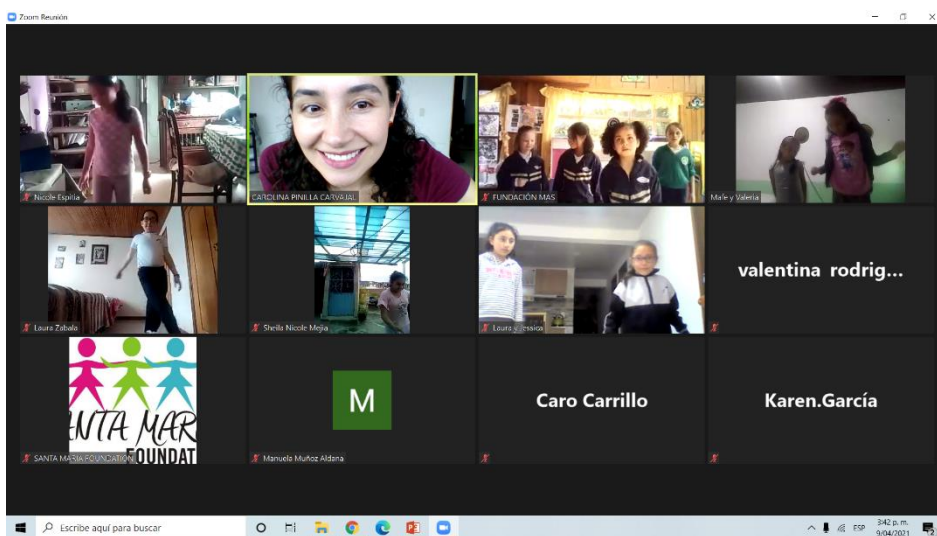 Zoom Reunión
Nicole Espitia
CAROLINA PINILLA CARVAJAL
FUNDACIÓN MAS
Mafe y Valeria
Laura Zabala
Sheila Nicole Mejia
Laura y Jessica
valentina rodrig...
SANTA MARIA FOUNDATION
NTA MAR
FOUNDAT
M
Manuela Muñoz Aldana
Caro Carrillo
Karen.García
Escribe aquí para buscar
ESP
3:42 p. m.
9/04/2021
2